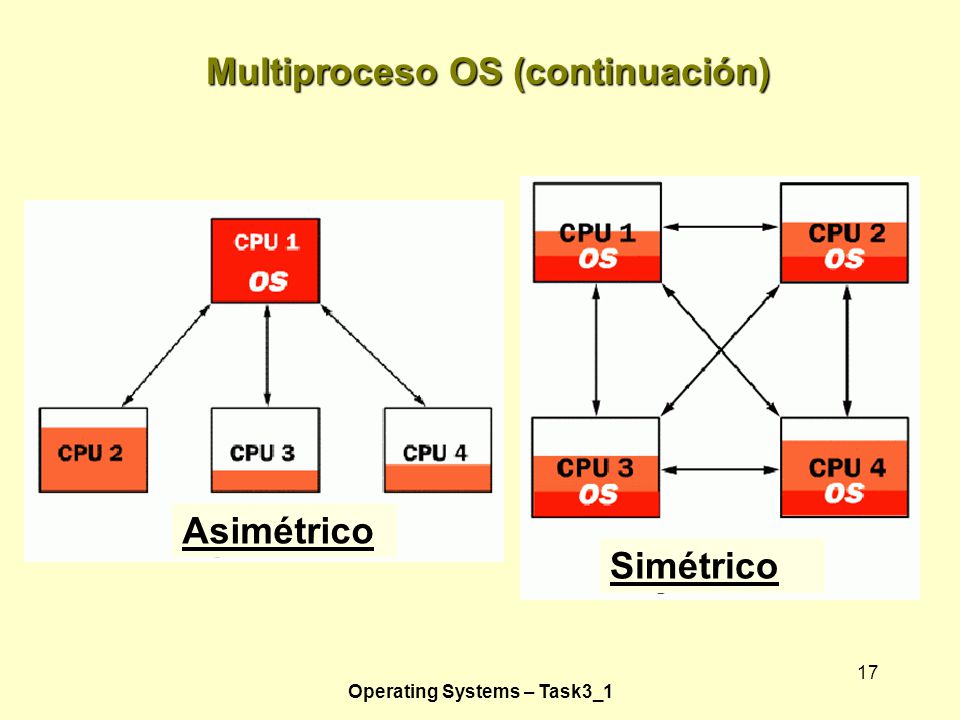 Multiproceso OS (continuación)
CPU 1
OS
CPU 2
CPU 3
CPU 4
Asimétrico
CPU 1
OS
CPU 2
OS
CPU 3
OS
CPU 4
OS
Simétrico
17
Operating Systems – Task3_1